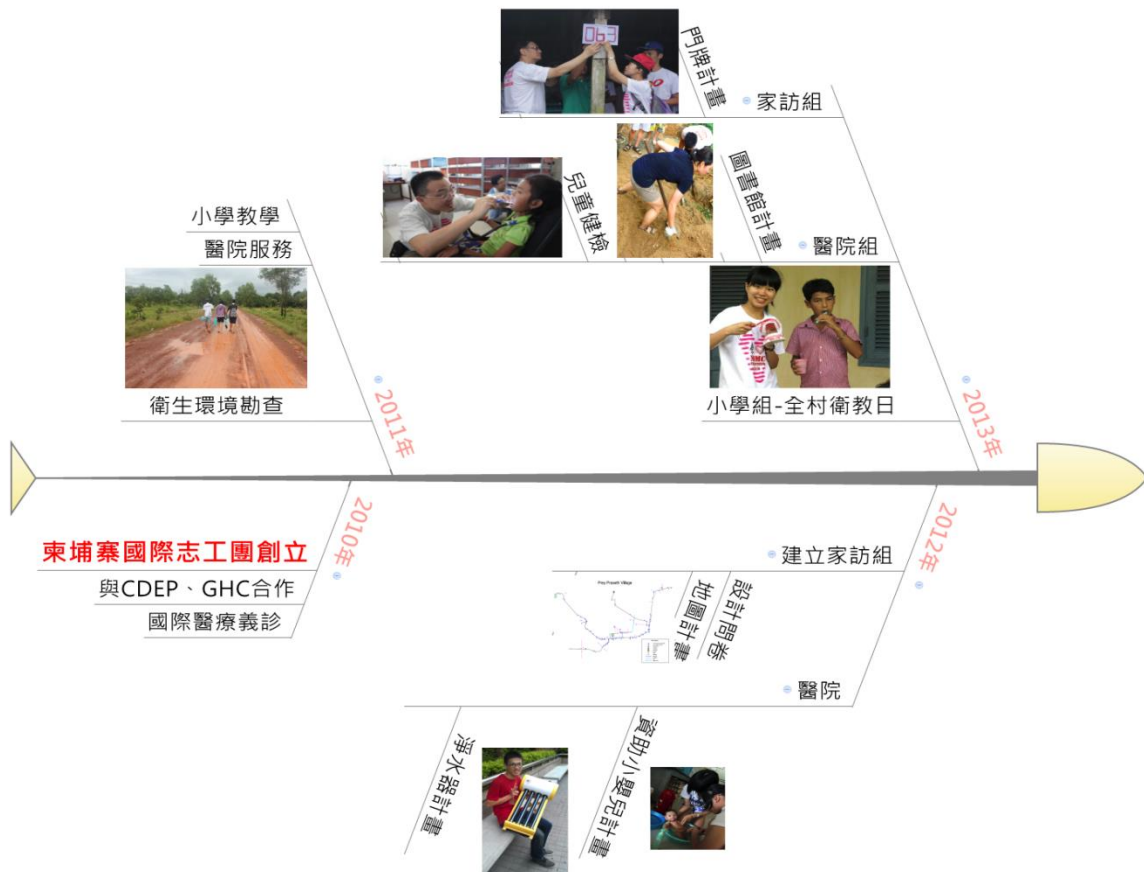 063
門牌計畫
家訪組
兒童健檢
圖書館計畫
醫院組
小學組-全村衛教日
2013年
小學教學
醫院服務
衛生環境勘查
2011年
2010年
柬埔寨國際志工團創立
與CDEP、GHC合作
國際醫療義診
2012年
建立家訪組
設計問卷
地圖計畫
Prey Popeth Village
醫院
資助小嬰兒計畫
淨水器計畫